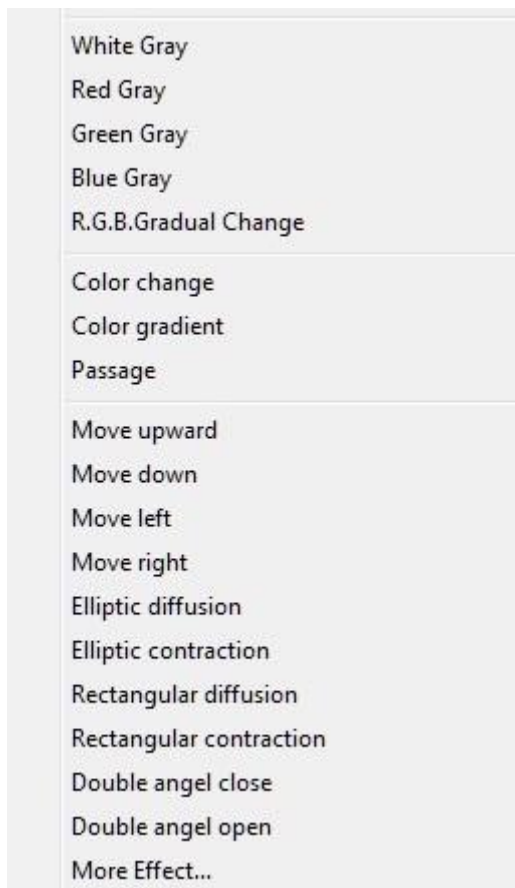 White Gray
Red Gray
Green Gray
Blue Gray
R.G.B.Gradual Change
Color change
Color gradient
Passage
Move upward
Move down
Move left
Move right
Elliptic diffusion
Elliptic contraction
Rectangular diffusion
Rectangular contraction
Double angel close
Double angel open
More Effect...